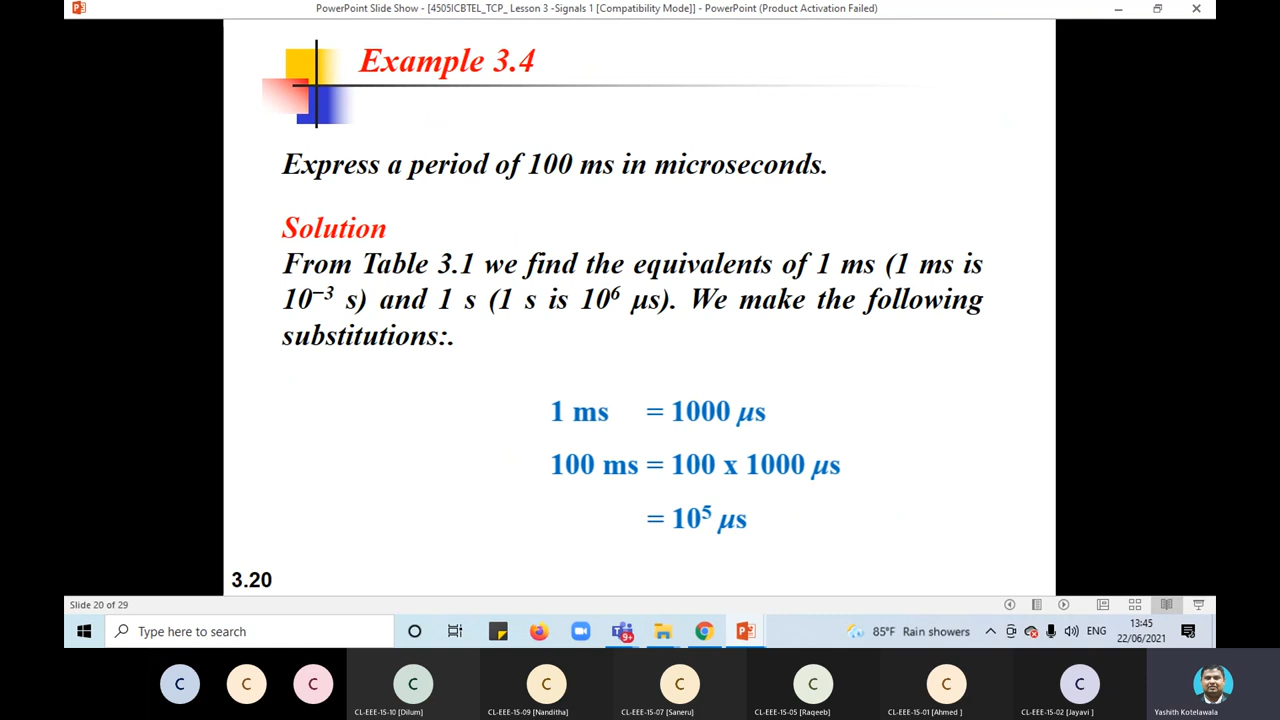 PowerPoint Slide Show - [4505ICBTEL_TCP_ Lesson 3 -Signals 1 [Compatibility Mode]] - PowerPoint (Product Activation Failed)
Example 3.4
Express a period of 100 ms in microseconds.
Solution
From Table 3.1 we find the equivalents of 1 ms (1 ms is
10⁻³ s) and 1 s (1 s is 10⁶ μs). We make the following
substitutions:.
1 ms = 1000 μs
100 ms = 100 x 1000 μs
= 10⁵ μs
3.20
Slide 20 of 29
Type here to search
9+
85°F Rain showers
ENG
13:45
22/06/2021
C C C C C C C C C
CL-EEE-15-10 [Dilum] CL-EEE-15-09 [Nanditha) CL-EEE-15-07 [Saneru] CL-EEE-15-05 [Raqeeb] CL-EEE-15-01 [Ahmed ] CL-EEE-15-02 [Jayavi ] Yashith Kotelawala